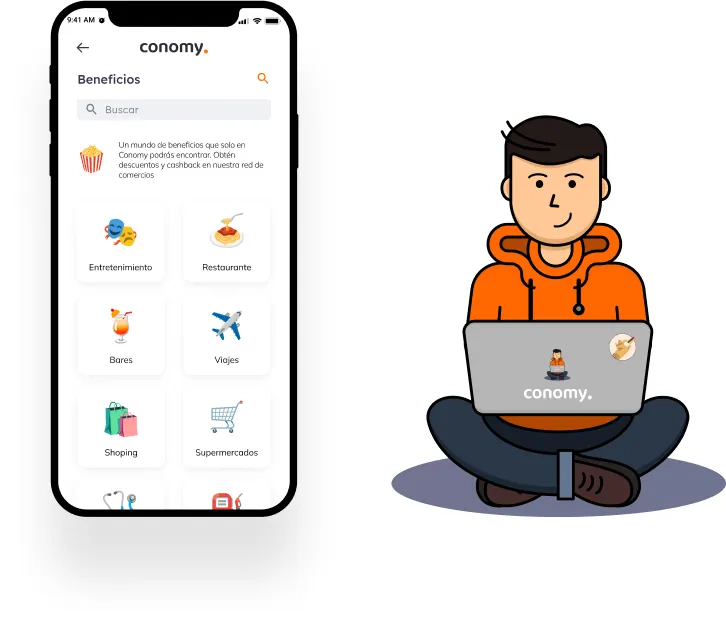 9:41 AM
conomy.
Beneficios
Buscar
Un mundo de beneficios que solo en
Conomy podrás encontrar. Obtén
descuentos y cashback en nuestra red de
comercios
Entretenimiento
Restaurante
Bares
Viajes
Shoping
Supermercados
conomy.